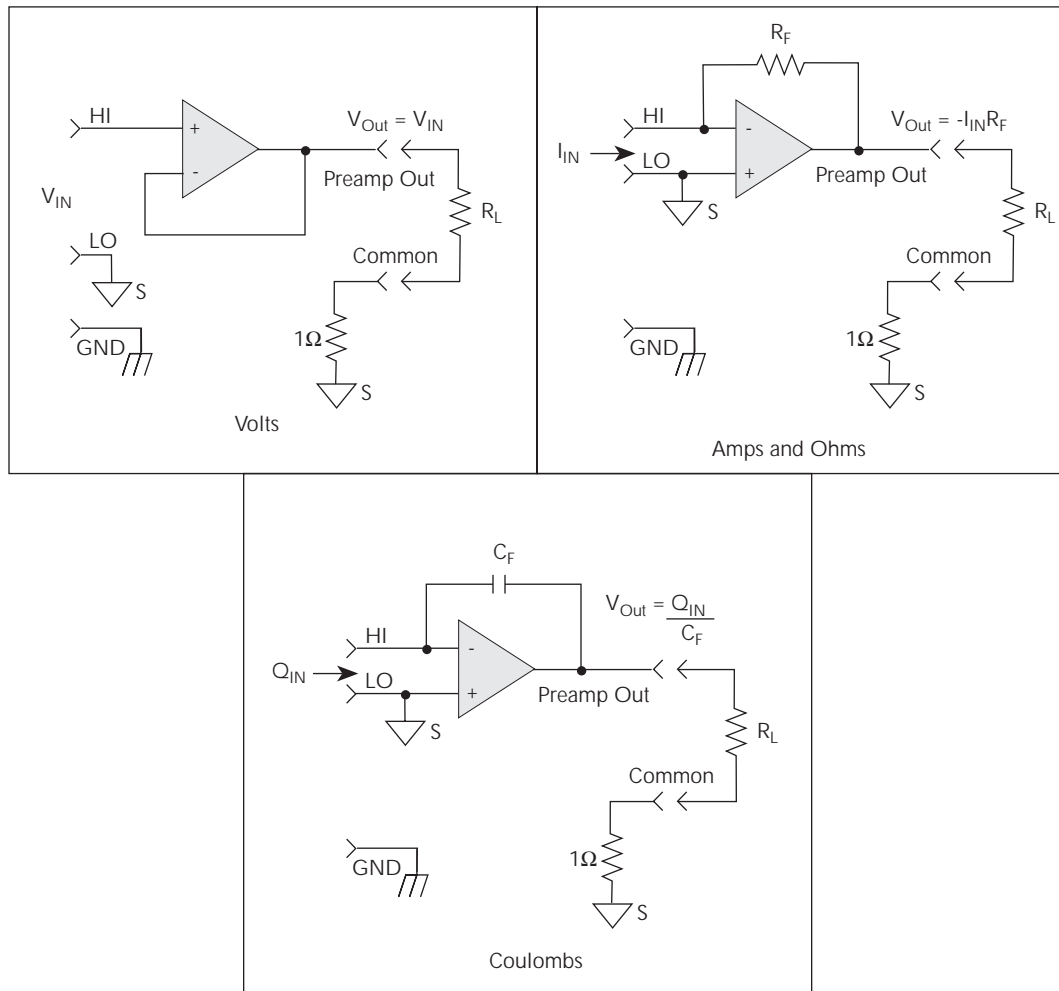 HI
+
-
V_IN
LO
S
GND
V_Out = V_IN
Preamp Out
R_L
Common
1Ω
S
Volts
R_F
HI
-
I_IN
LO
+
S
GND
V_Out = -I_IN R_F
Preamp Out
R_L
Common
1Ω
S
Amps and Ohms
C_F
HI
-
Q_IN
LO
+
S
GND
V_Out = Q_IN
C_F
Preamp Out
R_L
Common
1Ω
S
Coulombs